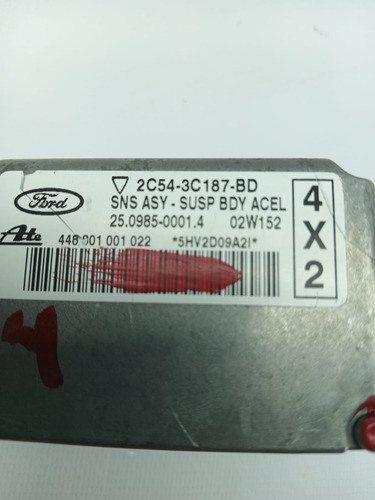 Ford
2C54-3C187-BD
SNS ASY - SUSP BDY ACEL
25.0985-0001.4 02W152
Ate 448 001 001 022 *5HV2D09A2I*
4
X
2
4